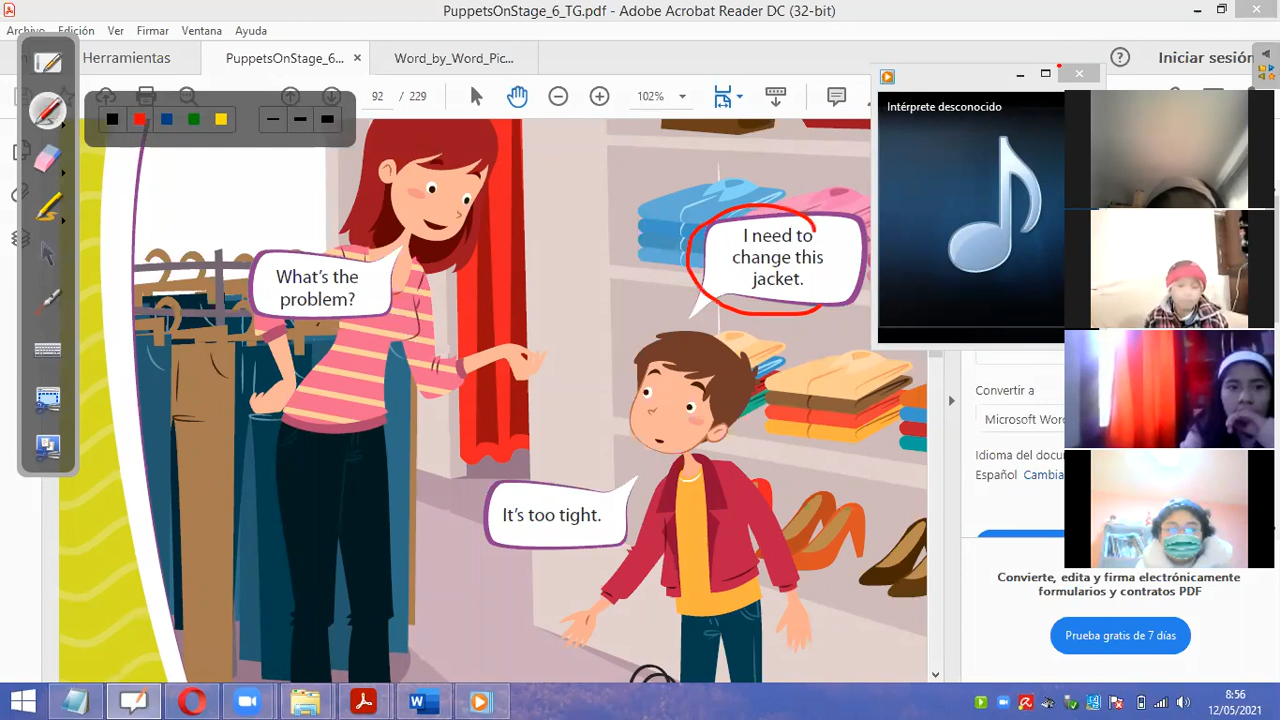 PuppetsOnStage_6_TG.pdf - Adobe Acrobat Reader DC (32-bit)
Archivo Edición Ver Firmar Ventana Ayuda
Herramientas
PuppetsOnStage_6...
Word_by_Word_Pic...
Iniciar sesión
92 / 229
102%
Intérprete desconocido
I need to
change this
jacket.
What's the
problem?
It's too tight.
Convertir a
Microsoft Wor
Idioma del docu
Español Cambia
Convierte, edita y firma electrónicamente
formularios y contratos PDF
Prueba gratis de 7 días
8:56
12/05/2021